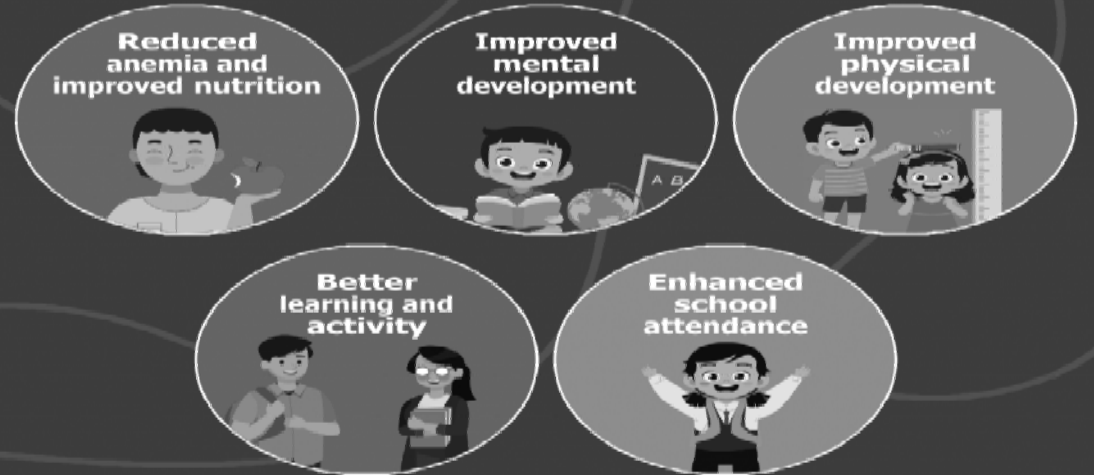 Reduced
anemia and
improved nutrition
Improved
mental
development
Improved
physical
development
A B
Better
learning and
activity
Enhanced
school
attendance